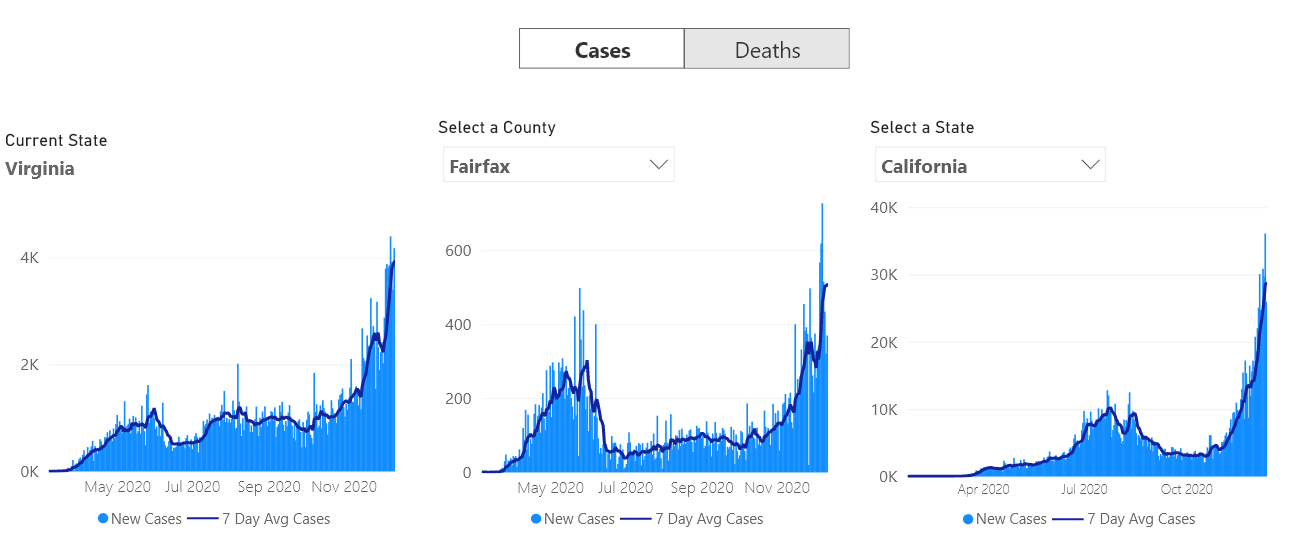 Cases Deaths
Current State
Virginia
4K
2K
0K
May 2020 Jul 2020 Sep 2020 Nov 2020
New Cases 7 Day Avg Cases
Select a County
Fairfax
600
400
200
0
May 2020 Jul 2020 Sep 2020 Nov 2020
New Cases 7 Day Avg Cases
Select a State
California
40K
30K
20K
10K
0K
Apr 2020 Jul 2020 Oct 2020
New Cases 7 Day Avg Cases